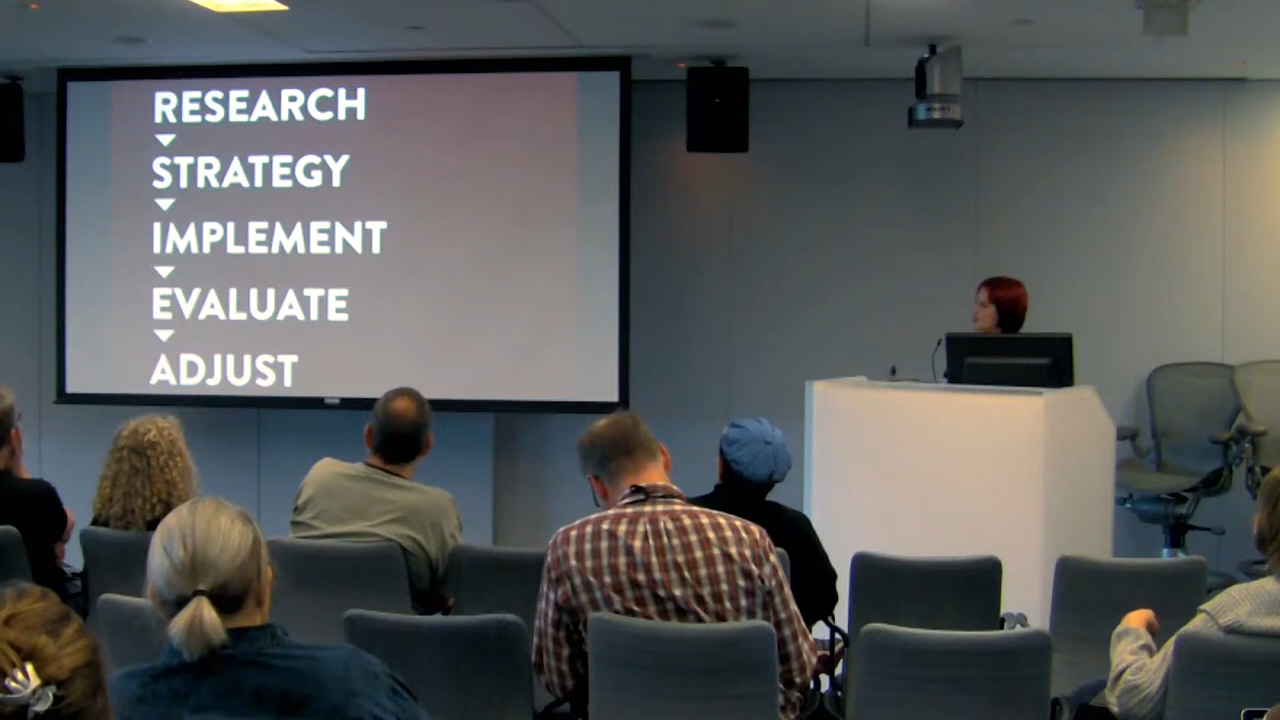 RESEARCH
STRATEGY
IMPLEMENT
EVALUATE
ADJUST